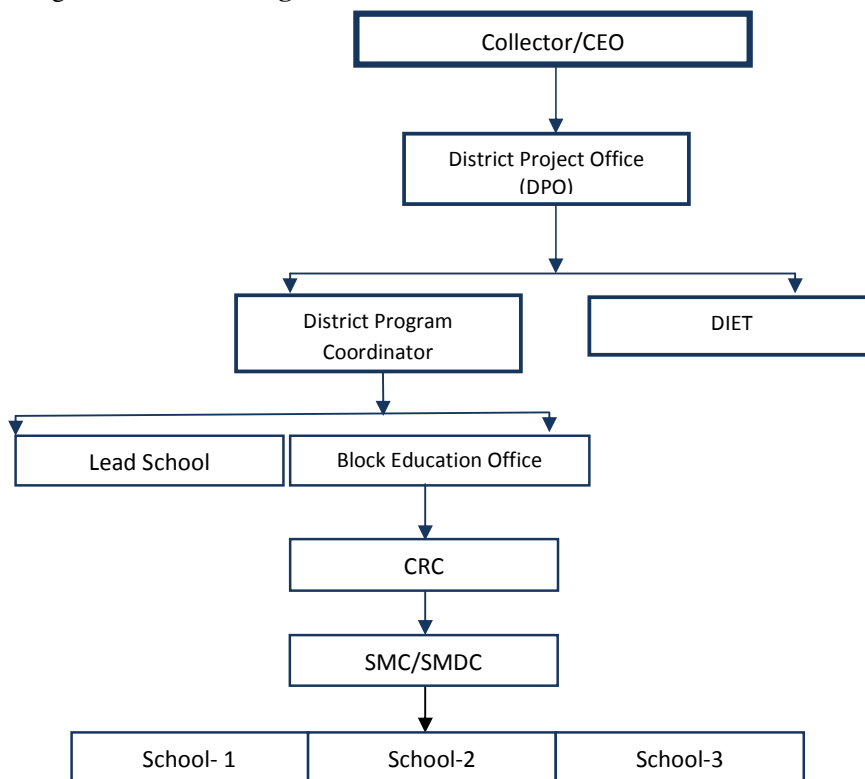 Collector/CEO
District Project Office
(DPO)
District Program
Coordinator
DIET
Lead School
Block Education Office
CRC
SMC/SMDC
School- 1
School-2
School-3